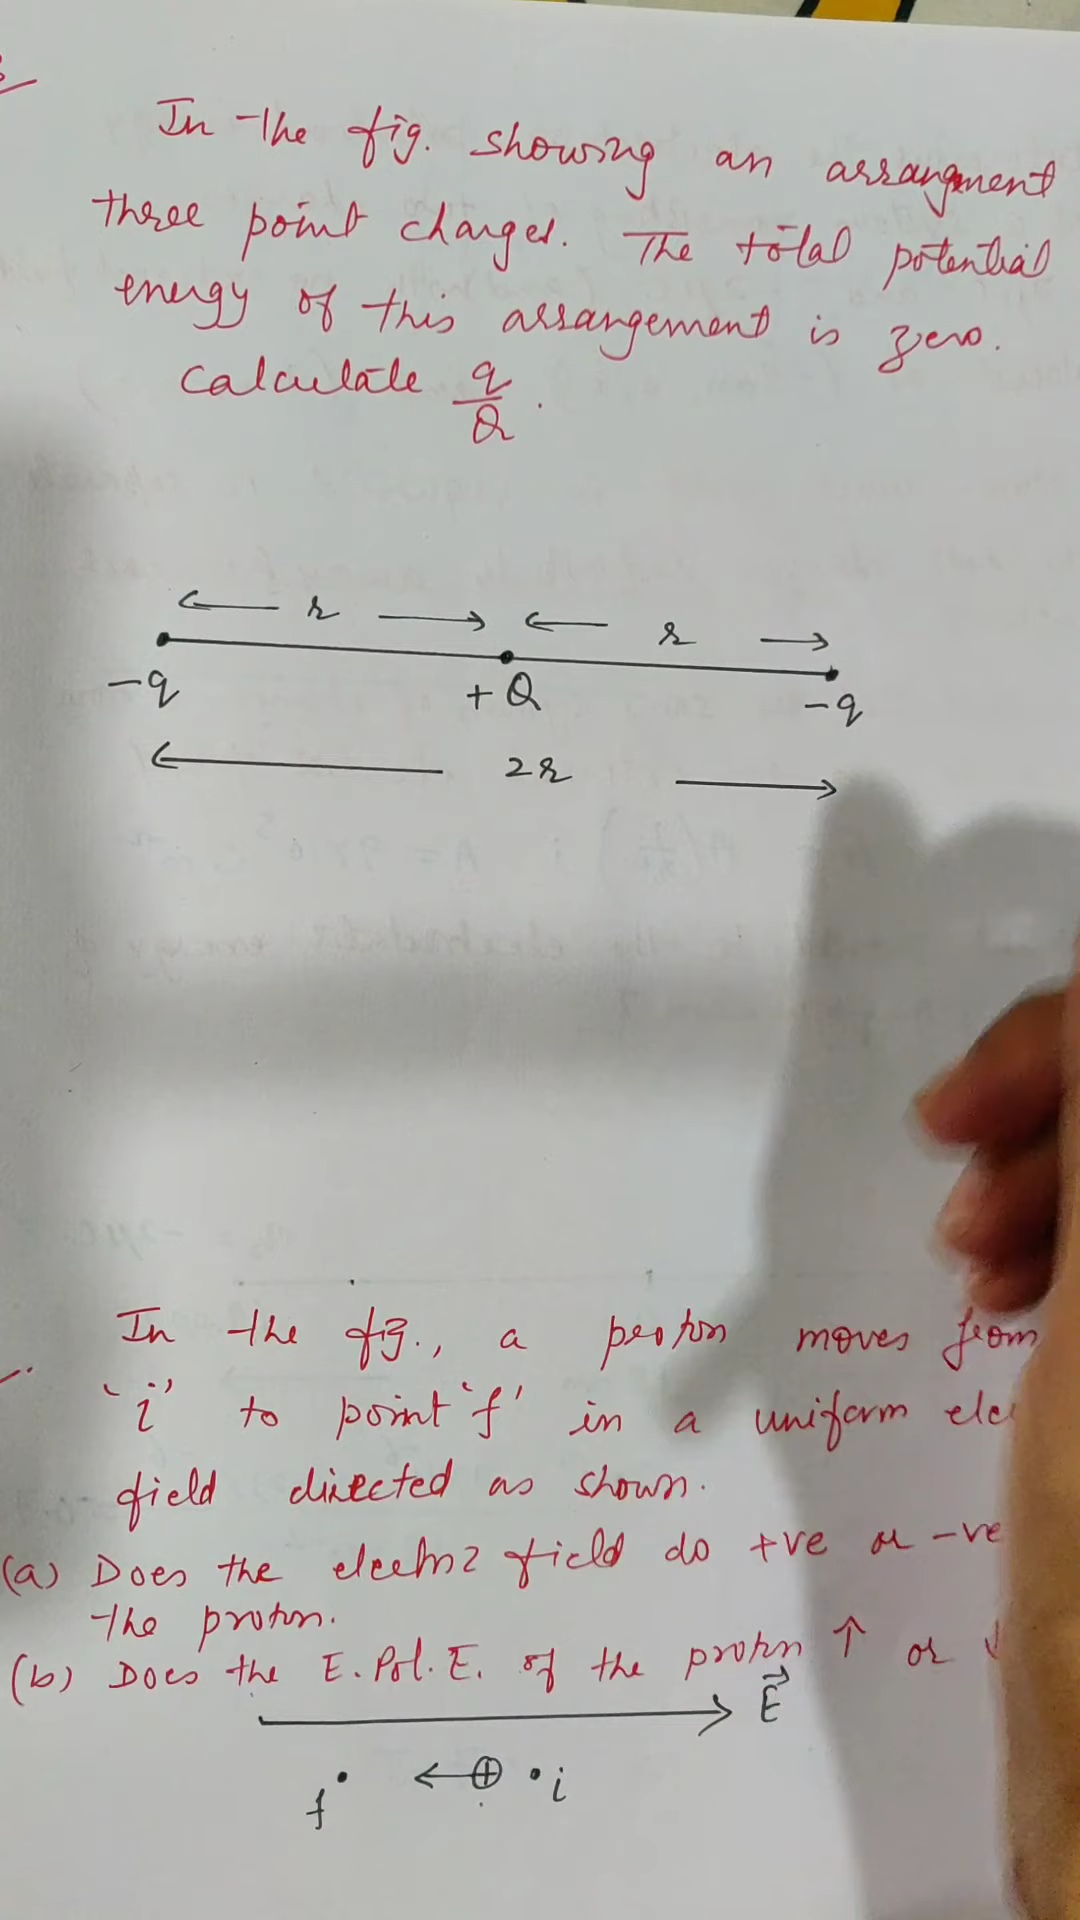 In the fig. showing an arrangment
three point charges. The total potential
energy of this arrangement is zero.
Calculate q/Q.
← r → ← r →
-q +Q -q
← 2r →
In the fig., a proton moves from
'i' to point 'f' in a uniform elec
field directed as shown.
(a) Does the electric field do +ve or -ve
the proton.
(b) Does the E. Pot. E. of the proton ↑ or ↓
E
f ← ⊕ i